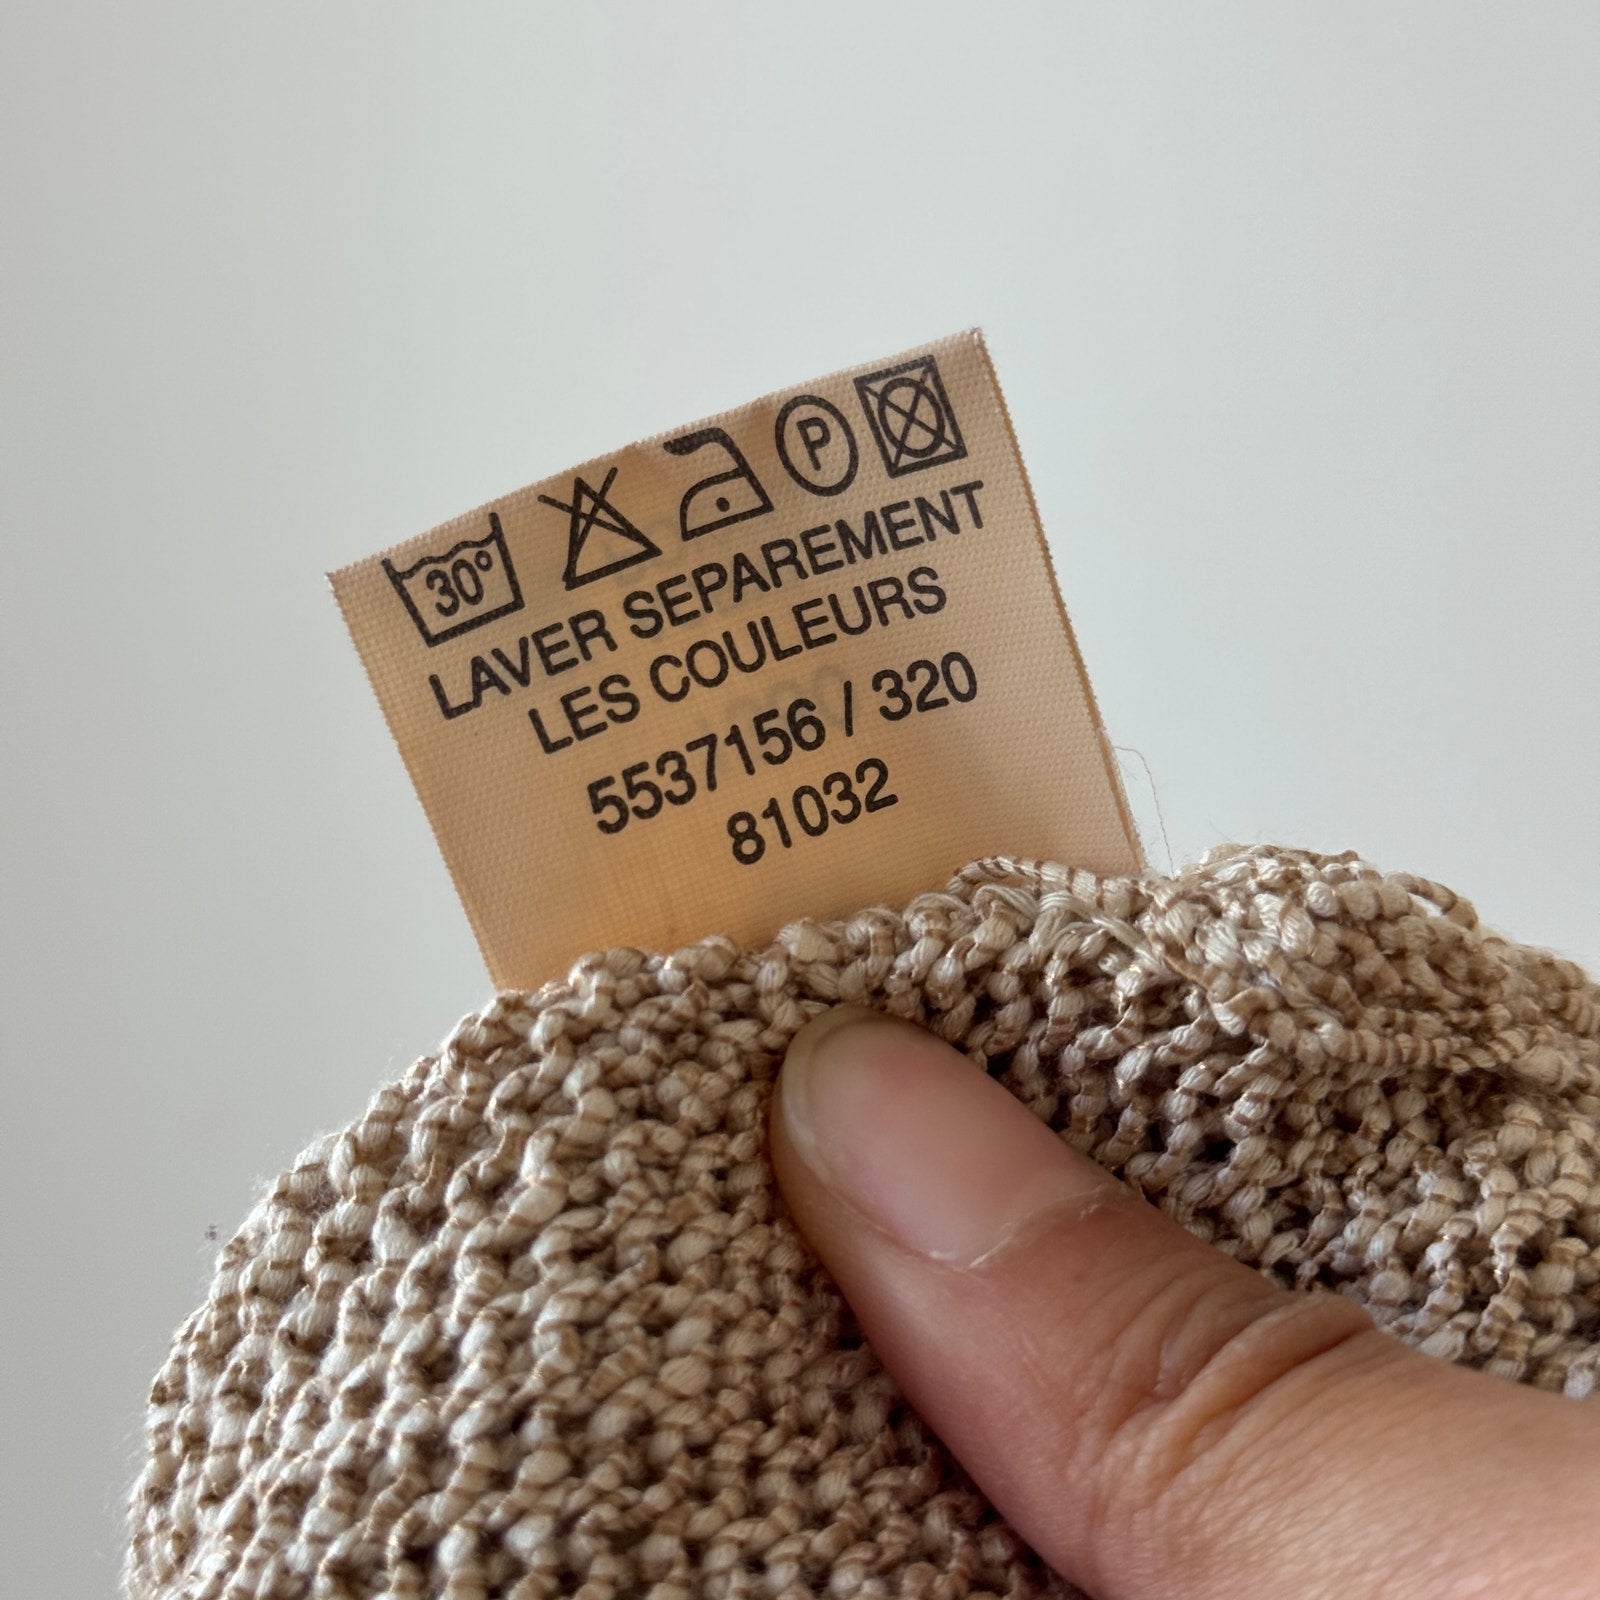 30°
P
LAVER SEPAREMENT
LES COULEURS
5537156 / 320
81032